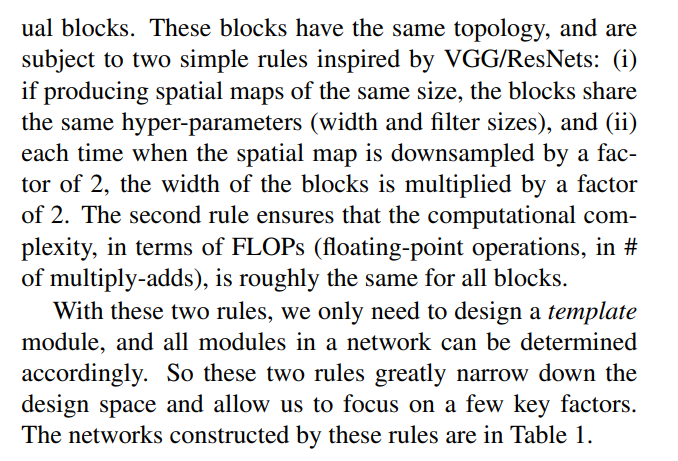 ual blocks. These blocks have the same topology, and are
subject to two simple rules inspired by VGG/ResNets: (i)
if producing spatial maps of the same size, the blocks share
the same hyper-parameters (width and filter sizes), and (ii)
each time when the spatial map is downsampled by a fac-
tor of 2, the width of the blocks is multiplied by a factor
of 2. The second rule ensures that the computational com-
plexity, in terms of FLOPs (floating-point operations, in #
of multiply-adds), is roughly the same for all blocks.
With these two rules, we only need to design a template
module, and all modules in a network can be determined
accordingly. So these two rules greatly narrow down the
design space and allow us to focus on a few key factors.
The networks constructed by these rules are in Table 1.